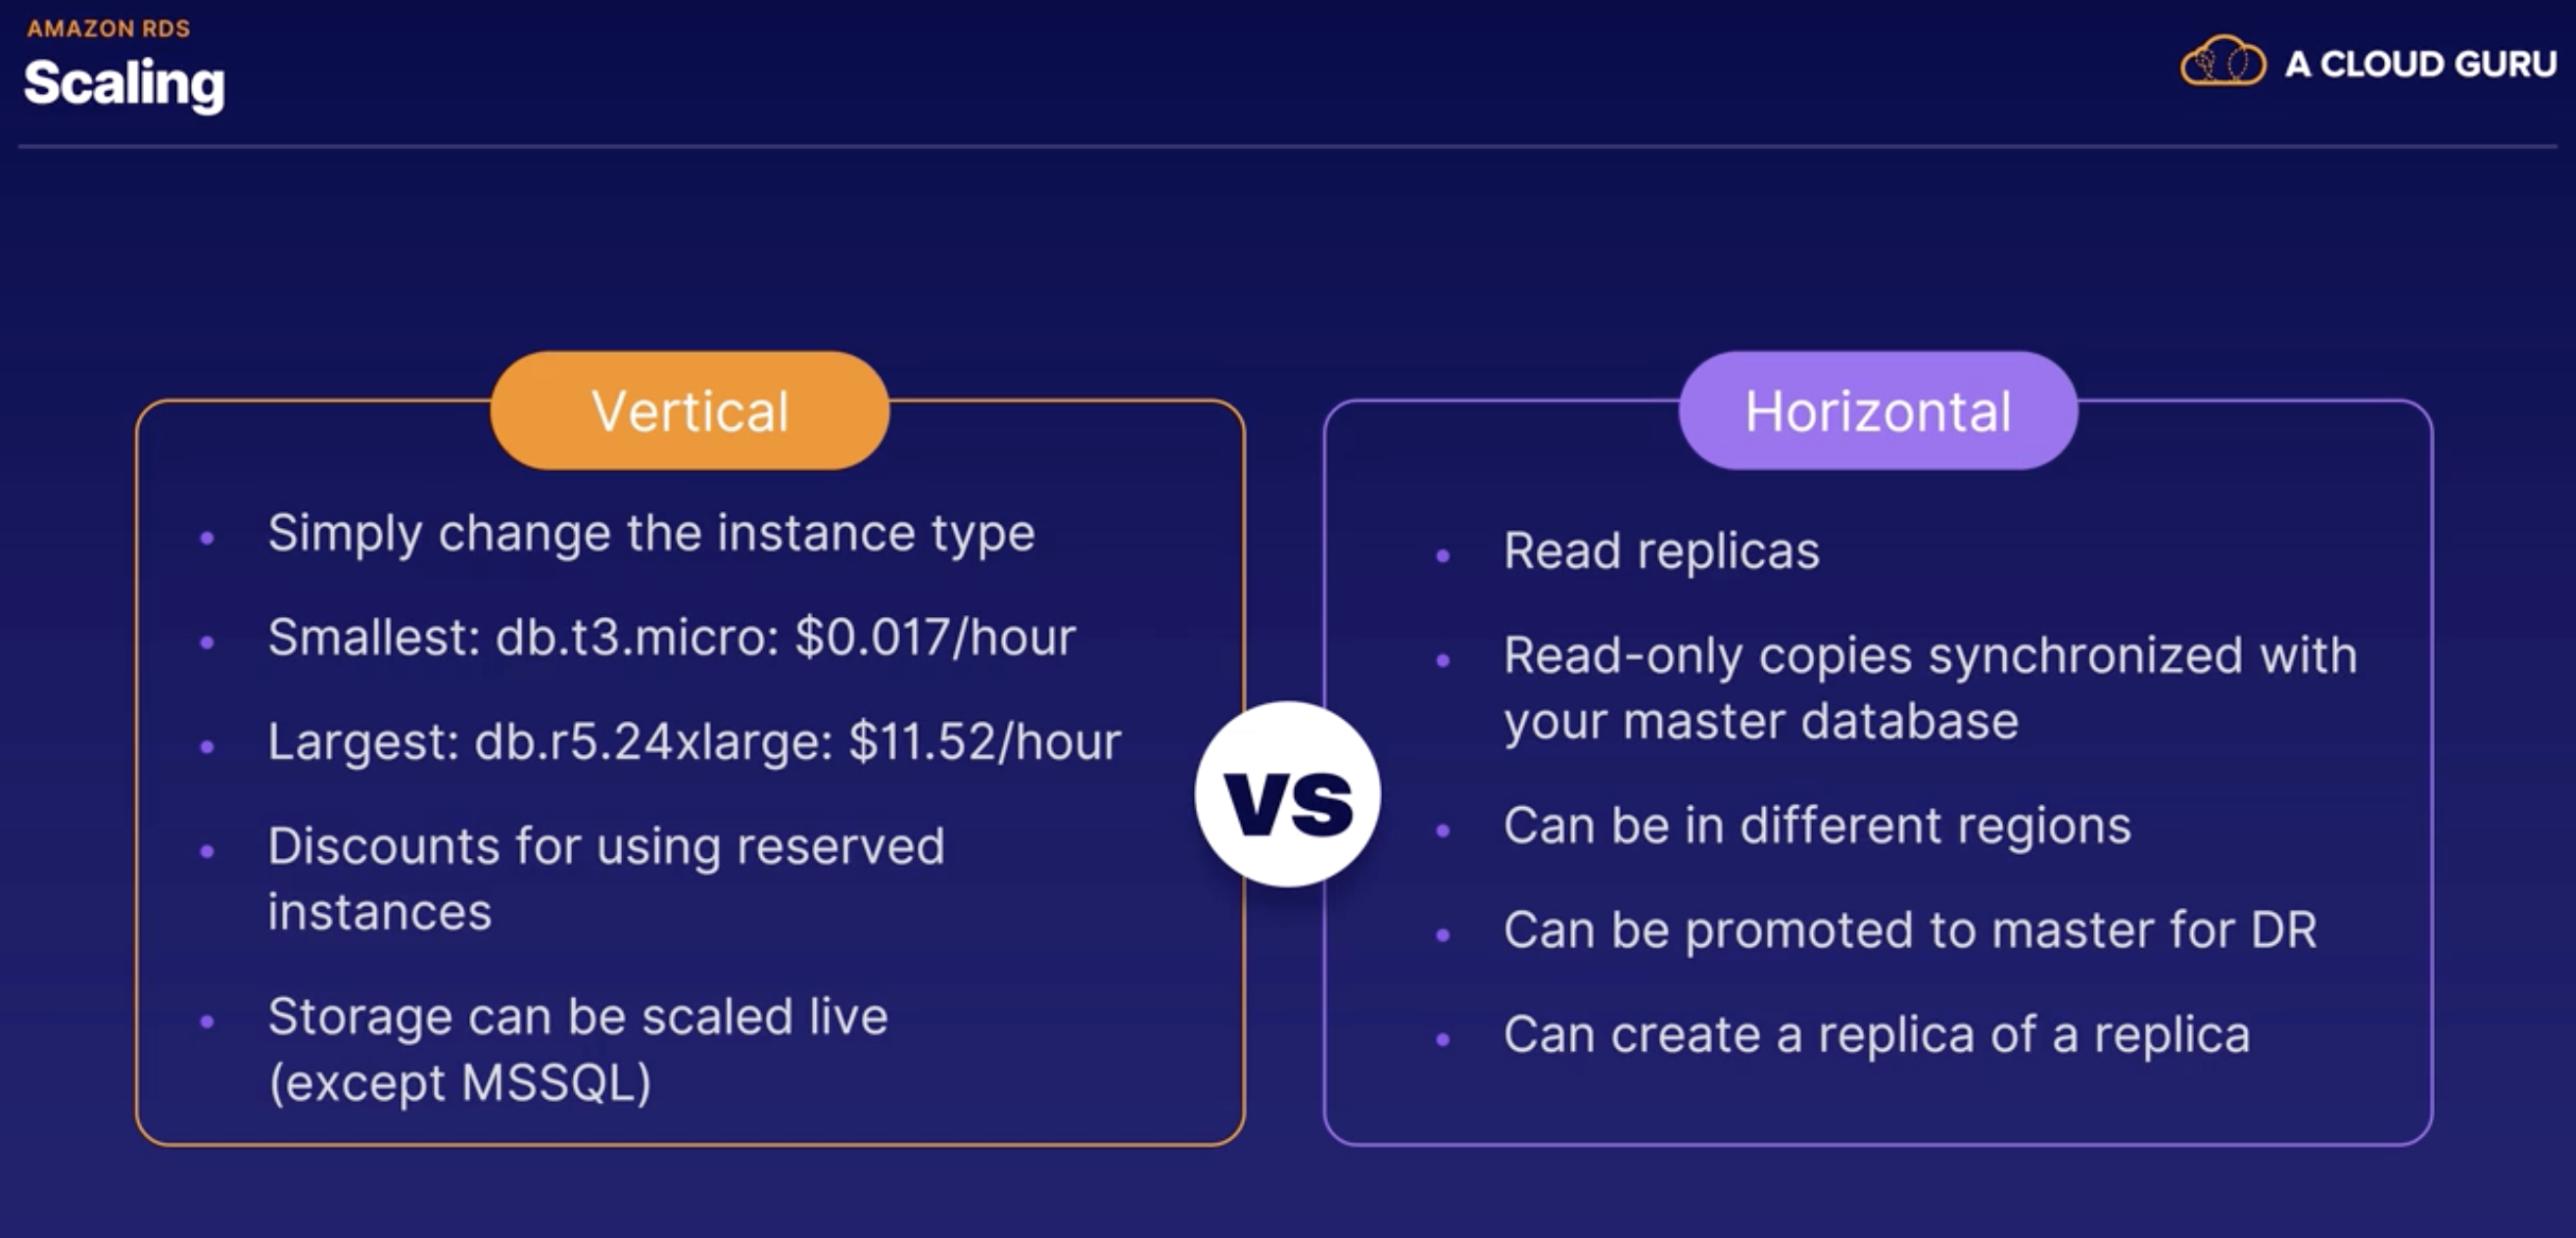 AMAZON RDS
Scaling
A CLOUD GURU
Vertical
Simply change the instance type
Smallest: db.t3.micro: $0.017/hour
Largest: db.r5.24xlarge: $11.52/hour
Discounts for using reserved
instances
Storage can be scaled live
(except MSSQL)
vs
Horizontal
Read replicas
Read-only copies synchronized with
your master database
Can be in different regions
Can be promoted to master for DR
Can create a replica of a replica